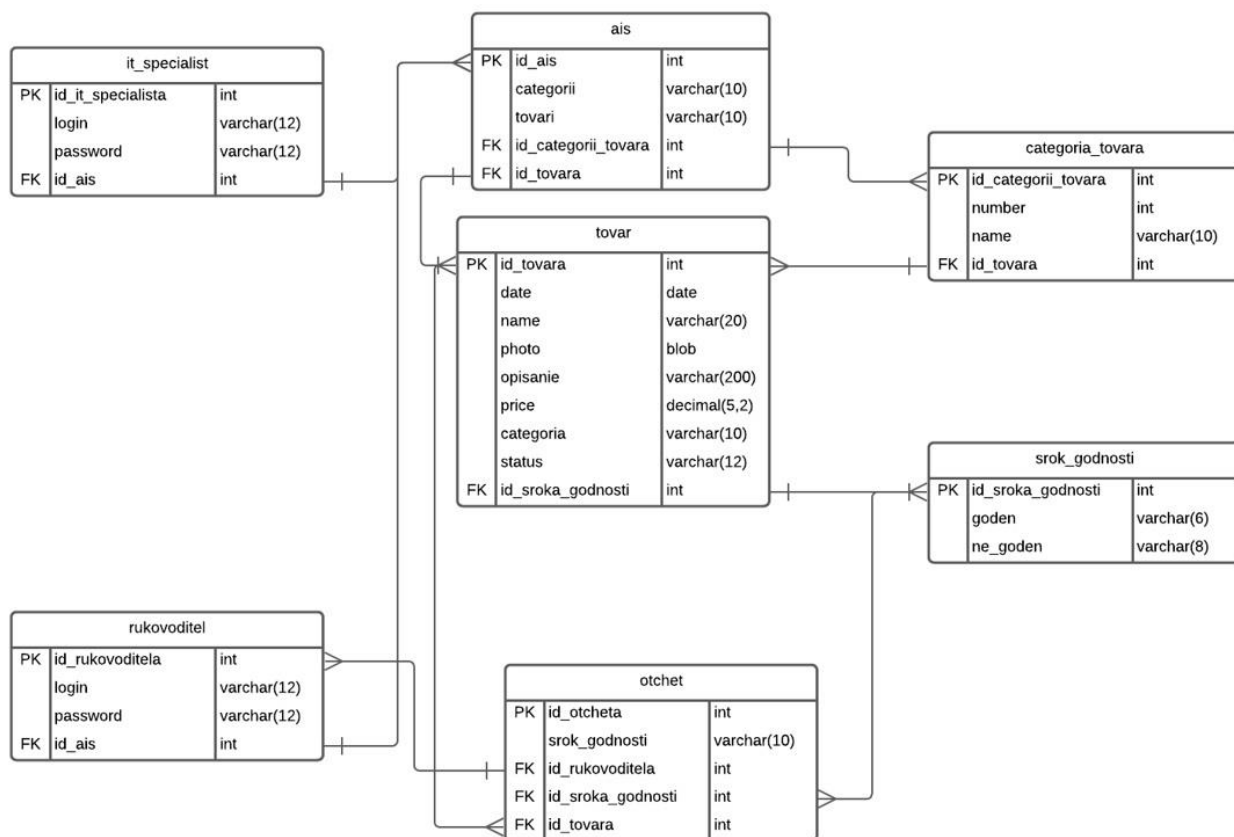 it_specialist
PK id_it_specialista int
login varchar(12)
password varchar(12)
FK id_ais int
ais
PK id_ais int
categorii varchar(10)
tovari varchar(10)
FK id_categorii_tovara int
FK id_tovara int
categoria_tovara
PK id_categorii_tovara int
number int
name varchar(10)
FK id_tovara int
tovar
PK id_tovara int
date date
name varchar(20)
photo blob
opisanie varchar(200)
price decimal(5,2)
categoria varchar(10)
status varchar(12)
FK id_sroka_godnosti int
srok_godnosti
PK id_sroka_godnosti int
goden varchar(6)
ne_goden varchar(8)
rukovoditel
PK id_rukovoditela int
login varchar(12)
password varchar(12)
FK id_ais int
otchet
PK id_otcheta int
srok_godnosti varchar(10)
FK id_rukovoditela int
FK id_sroka_godnosti int
FK id_tovara int